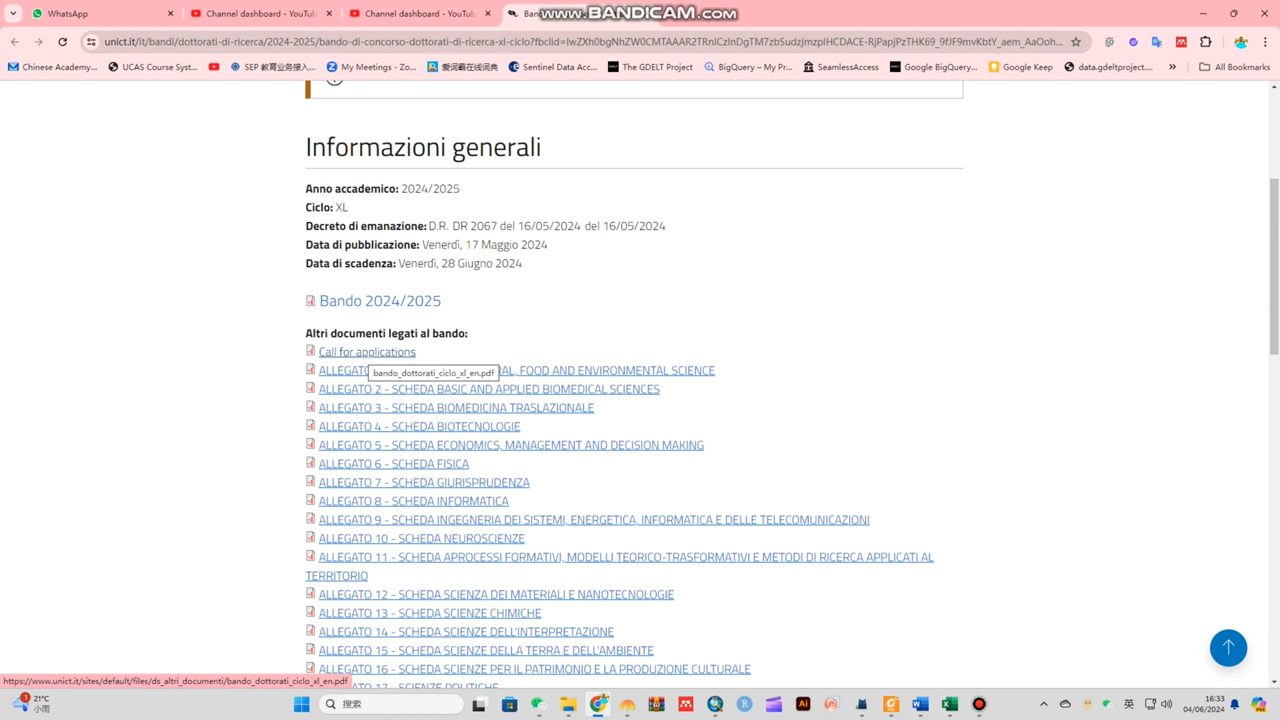 WhatsApp
Channel dashboard - YouTub
Channel dashboard - YouTub
Ban
WWW.BANDICAM.COM
unict.it/it/bandi/dottorati-di-ricerca/2024-2025/bando-concorso-dottorati-di-ricerca-xl-ciclo?fbclid=IwZXh0bgNhZW0CMTAAAR2TRnlCzlnDgTM7zbSudzjmzpIHCDACE-RjPapjPzTHK69_9fJF9mvKbtY_aem_AaOoh...
Chinese Academy...
UCAS Course Syst...
SEP 教育业务接入...
My Meetings - Zo...
爱词霸在线词典
Sentinel Data Acc...
The GDELT Project
BigQuery – My Pr...
SeamlessAccess
Google BigQuery...
Google Keep
data.gdeltproject...
»
All Bookmarks
Informazioni generali
Anno accademico: 2024/2025
Ciclo: XL
Decreto di emanazione: D.R. DR 2067 del 16/05/2024 del 16/05/2024
Data di pubblicazione: Venerdì, 17 Maggio 2024
Data di scadenza: Venerdì, 28 Giugno 2024
Bando 2024/2025
Altri documenti legati al bando:
Call for applications
bando_dottorati_ciclo_xl_en.pdf
ALLEGATO AL, FOOD AND ENVIRONMENTAL SCIENCE
ALLEGATO 2 - SCHEDA BASIC AND APPLIED BIOMEDICAL SCIENCES
ALLEGATO 3 - SCHEDA BIOMEDICINA TRASLAZIONALE
ALLEGATO 4 - SCHEDA BIOTECNOLOGIE
ALLEGATO 5 - SCHEDA ECONOMICS, MANAGEMENT AND DECISION MAKING
ALLEGATO 6 - SCHEDA FISICA
ALLEGATO 7 - SCHEDA GIURISPRUDENZA
ALLEGATO 8 - SCHEDA INFORMATICA
ALLEGATO 9 - SCHEDA INGEGNERIA DEI SISTEMI, ENERGETICA, INFORMATICA E DELLE TELECOMUNICAZIONI
ALLEGATO 10 - SCHEDA NEUROSCIENZE
ALLEGATO 11 - SCHEDA APROCESSI FORMATIVI, MODELLI TEORICO-TRASFORMATIVI E METODI DI RICERCA APPLICATI AL
TERRITORIO
ALLEGATO 12 - SCHEDA SCIENZA DEI MATERIALI E NANOTECNOLOGIE
ALLEGATO 13 - SCHEDA SCIENZE CHIMICHE
ALLEGATO 14 - SCHEDA SCIENZE DELL'INTERPRETAZIONE
ALLEGATO 15 - SCHEDA SCIENZE DELLA TERRA E DELL'AMBIENTE
ALLEGATO 16 - SCHEDA SCIENZE PER IL PATRIMONIO E LA PRODUZIONE CULTURALE
ALLEGATO 17 - SCIENZE POLITICHE
https://www.unict.it/sites/default/files/ds_altri_documenti/bando_dottorati_ciclo_xl_en.pdf
21°C
小雨
搜索
英
16:33
04/06/2024